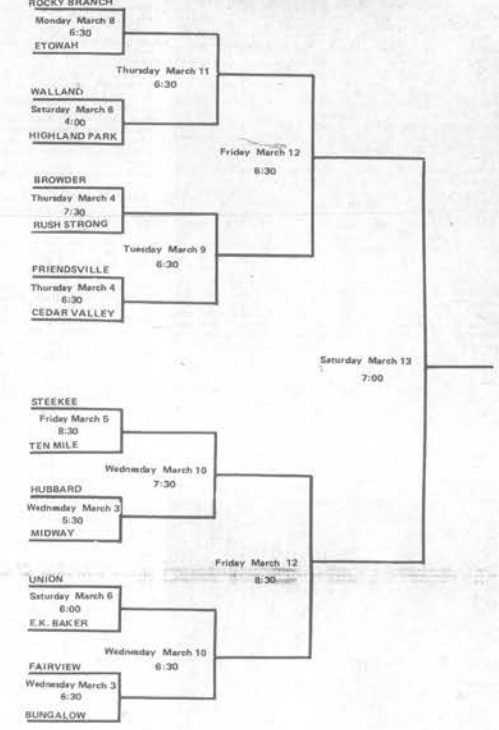 ROCKY BRANCH
Monday March 8
6:30
ETOWAH
Thursday March 11
6:30
WALLAND
Saturday March 6
4:00
HIGHLAND PARK
Friday March 12
6:30
BROWDER
Thursday March 4
7:30
RUSH STRONG
Tuesday March 9
6:30
FRIENDSVILLE
Thursday March 4
6:30
CEDAR VALLEY
Saturday March 13
7:00
STEEKEE
Friday March 5
8:30
TEN MILE
Wednesday March 10
7:30
HUBBARD
Wednesday March 3
5:30
MIDWAY
Friday March 12
8:30
UNION
Saturday March 6
6:00
E.K. BAKER
Wednesday March 10
6:30
FAIRVIEW
Wednesday March 3
6:30
BUNGALOW